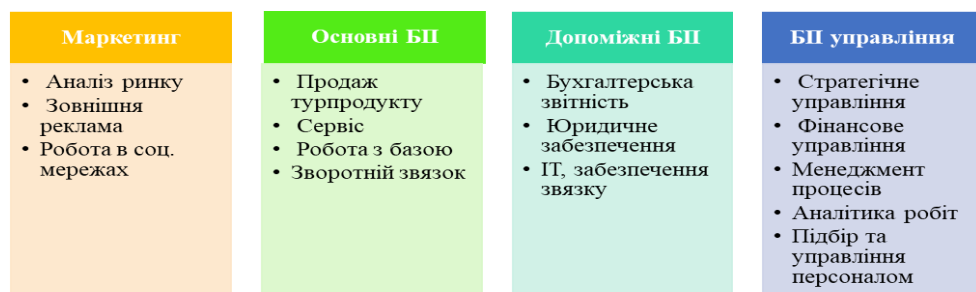 Маркетинг
• Аналіз ринку
• Зовнішня
реклама
• Робота в соц.
мережах
Основні БП
• Продаж
турпродукту
• Сервіс
• Робота з базою
• Зворотній звязок
Допоміжні БП
• Бухгалтерська
звітність
• Юридичне
забезпечення
• ІТ, забезпечення
звязку
БП управління
• Стратегічне
управління
• Фінансове
управління
• Менеджмент
процесів
• Аналітика робіт
• Підбір та
управління
персоналом